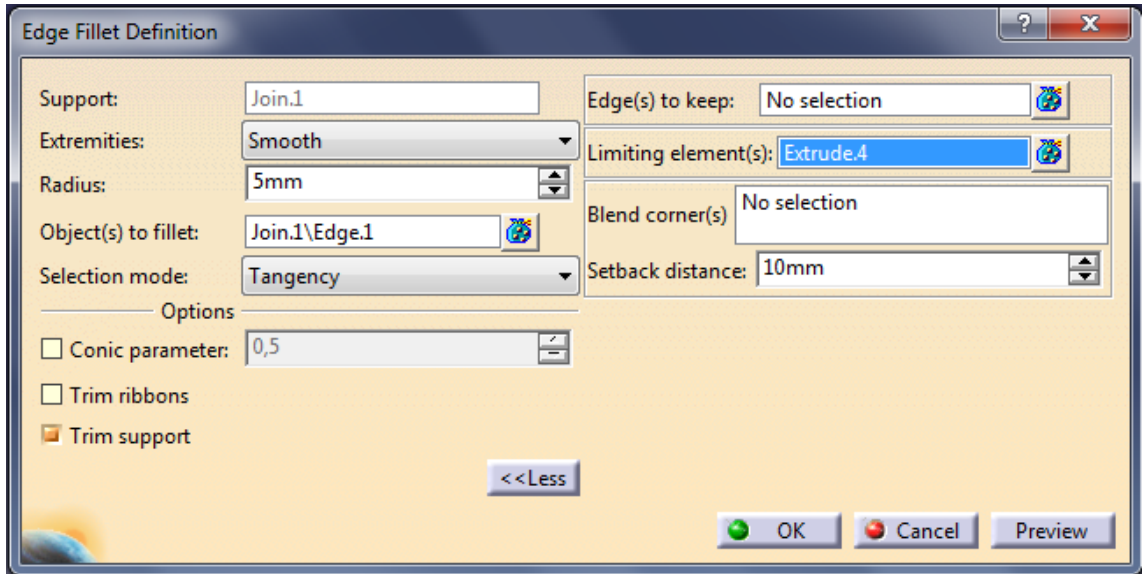 Edge Fillet Definition
?
X
Support: Join.1
Extremities: Smooth
Radius: 5mm
Object(s) to fillet: Join.1\Edge.1
Selection mode: Tangency
Options
Conic parameter: 0,5
Trim ribbons
Trim support
<<Less
Edge(s) to keep: No selection
Limiting element(s): Extrude.4
Blend corner(s) No selection
Setback distance: 10mm
OK Cancel Preview